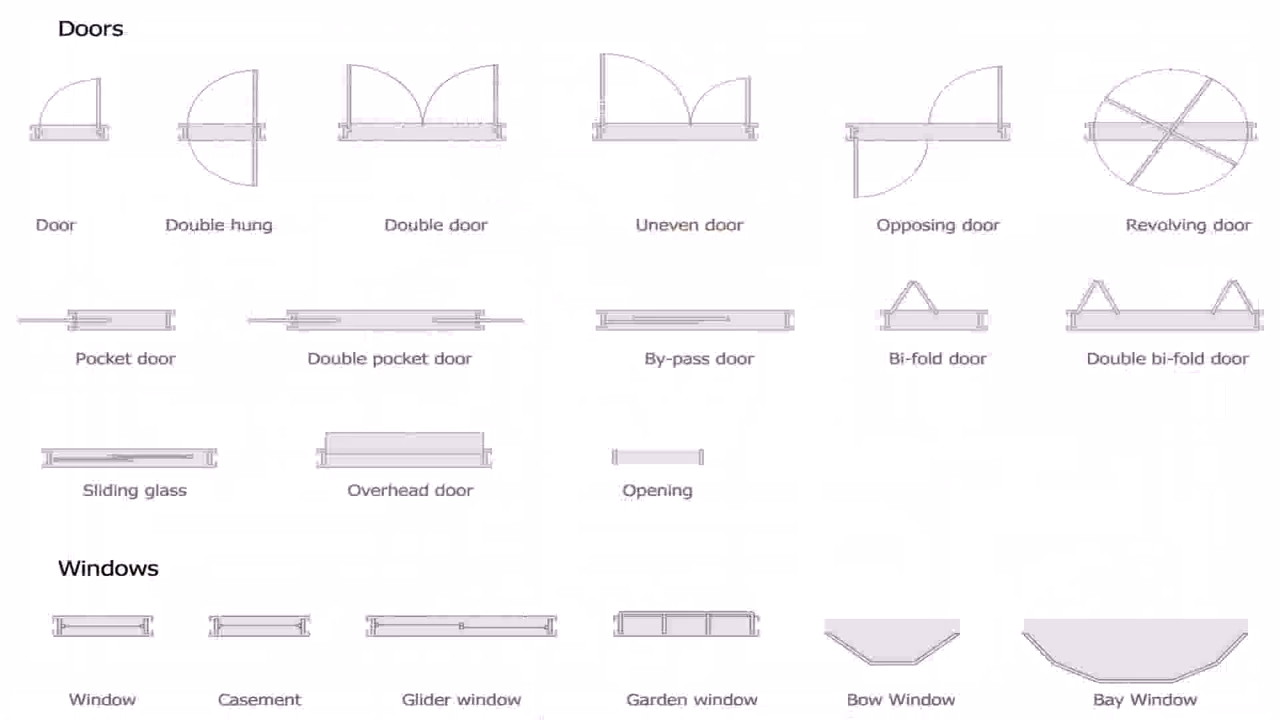 Doors
Door
Double hung
Double door
Uneven door
Opposing door
Revolving door
Pocket door
Double pocket door
By-pass door
Bi-fold door
Double bi-fold door
Sliding glass
Overhead door
Opening
Windows
Window
Casement
Glider window
Garden window
Bow Window
Bay Window